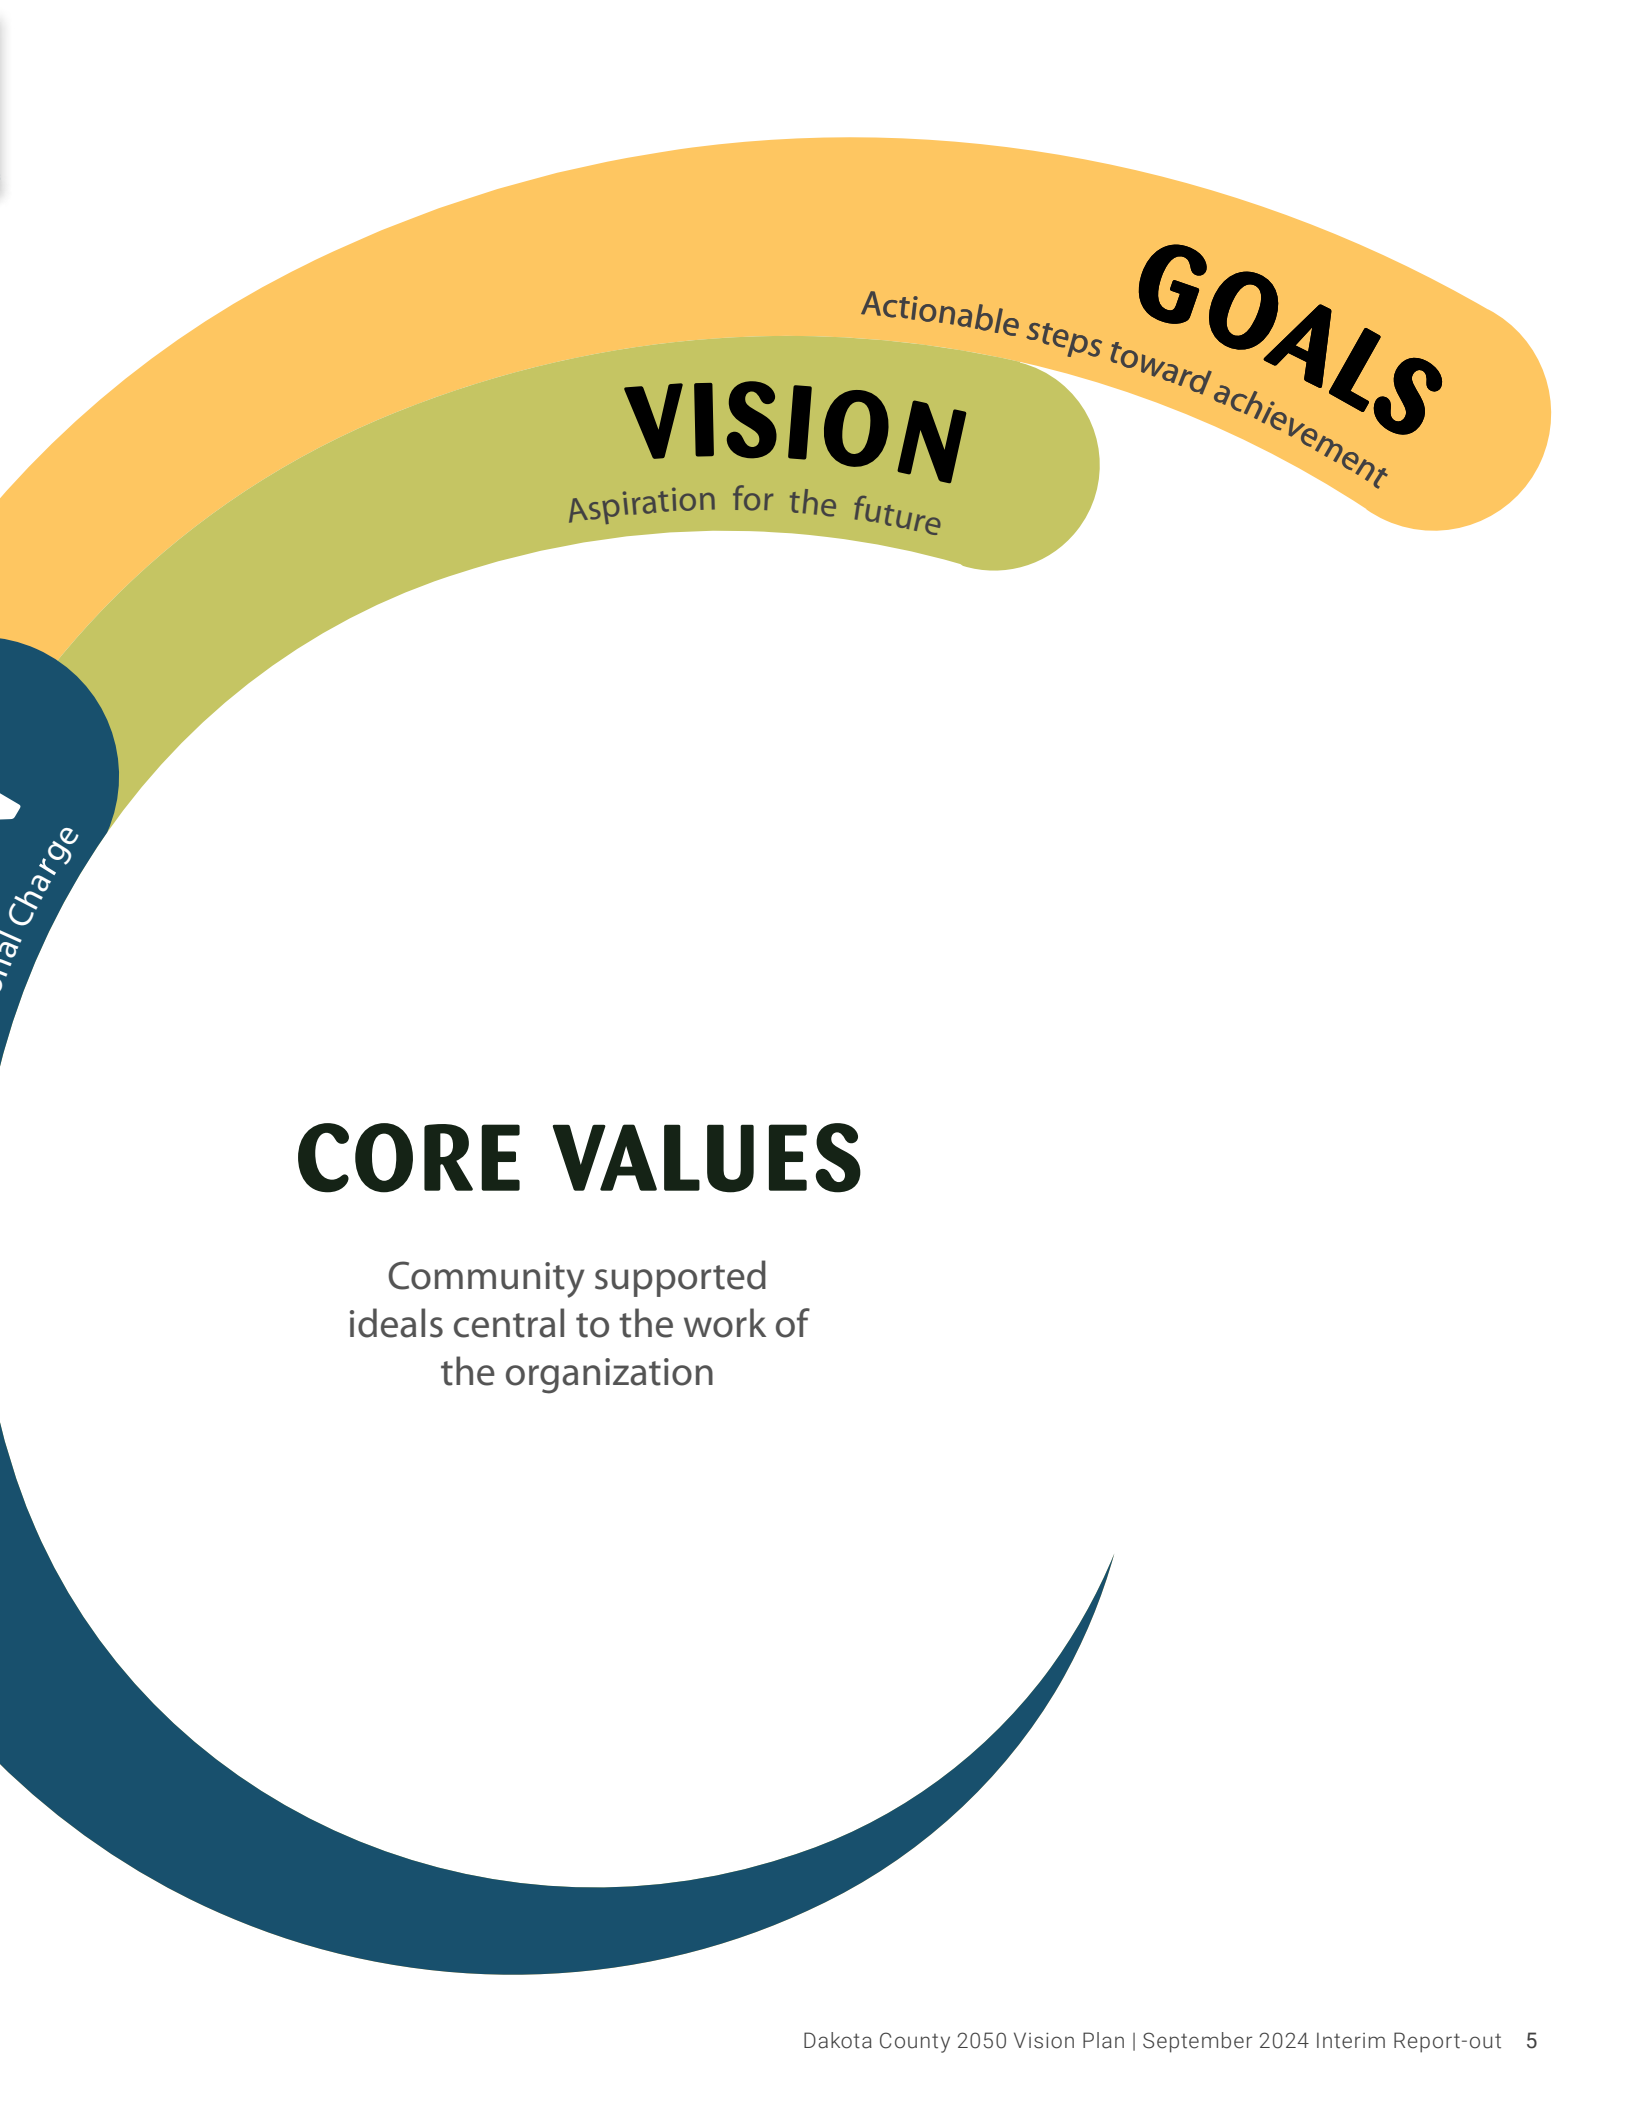 GOALS
Actionable steps toward achievement
VISION
Aspiration for the future
Charge
CORE VALUES
Community supported
ideals central to the work of
the organization
Dakota County 2050 Vision Plan | September 2024 Interim Report-out 5